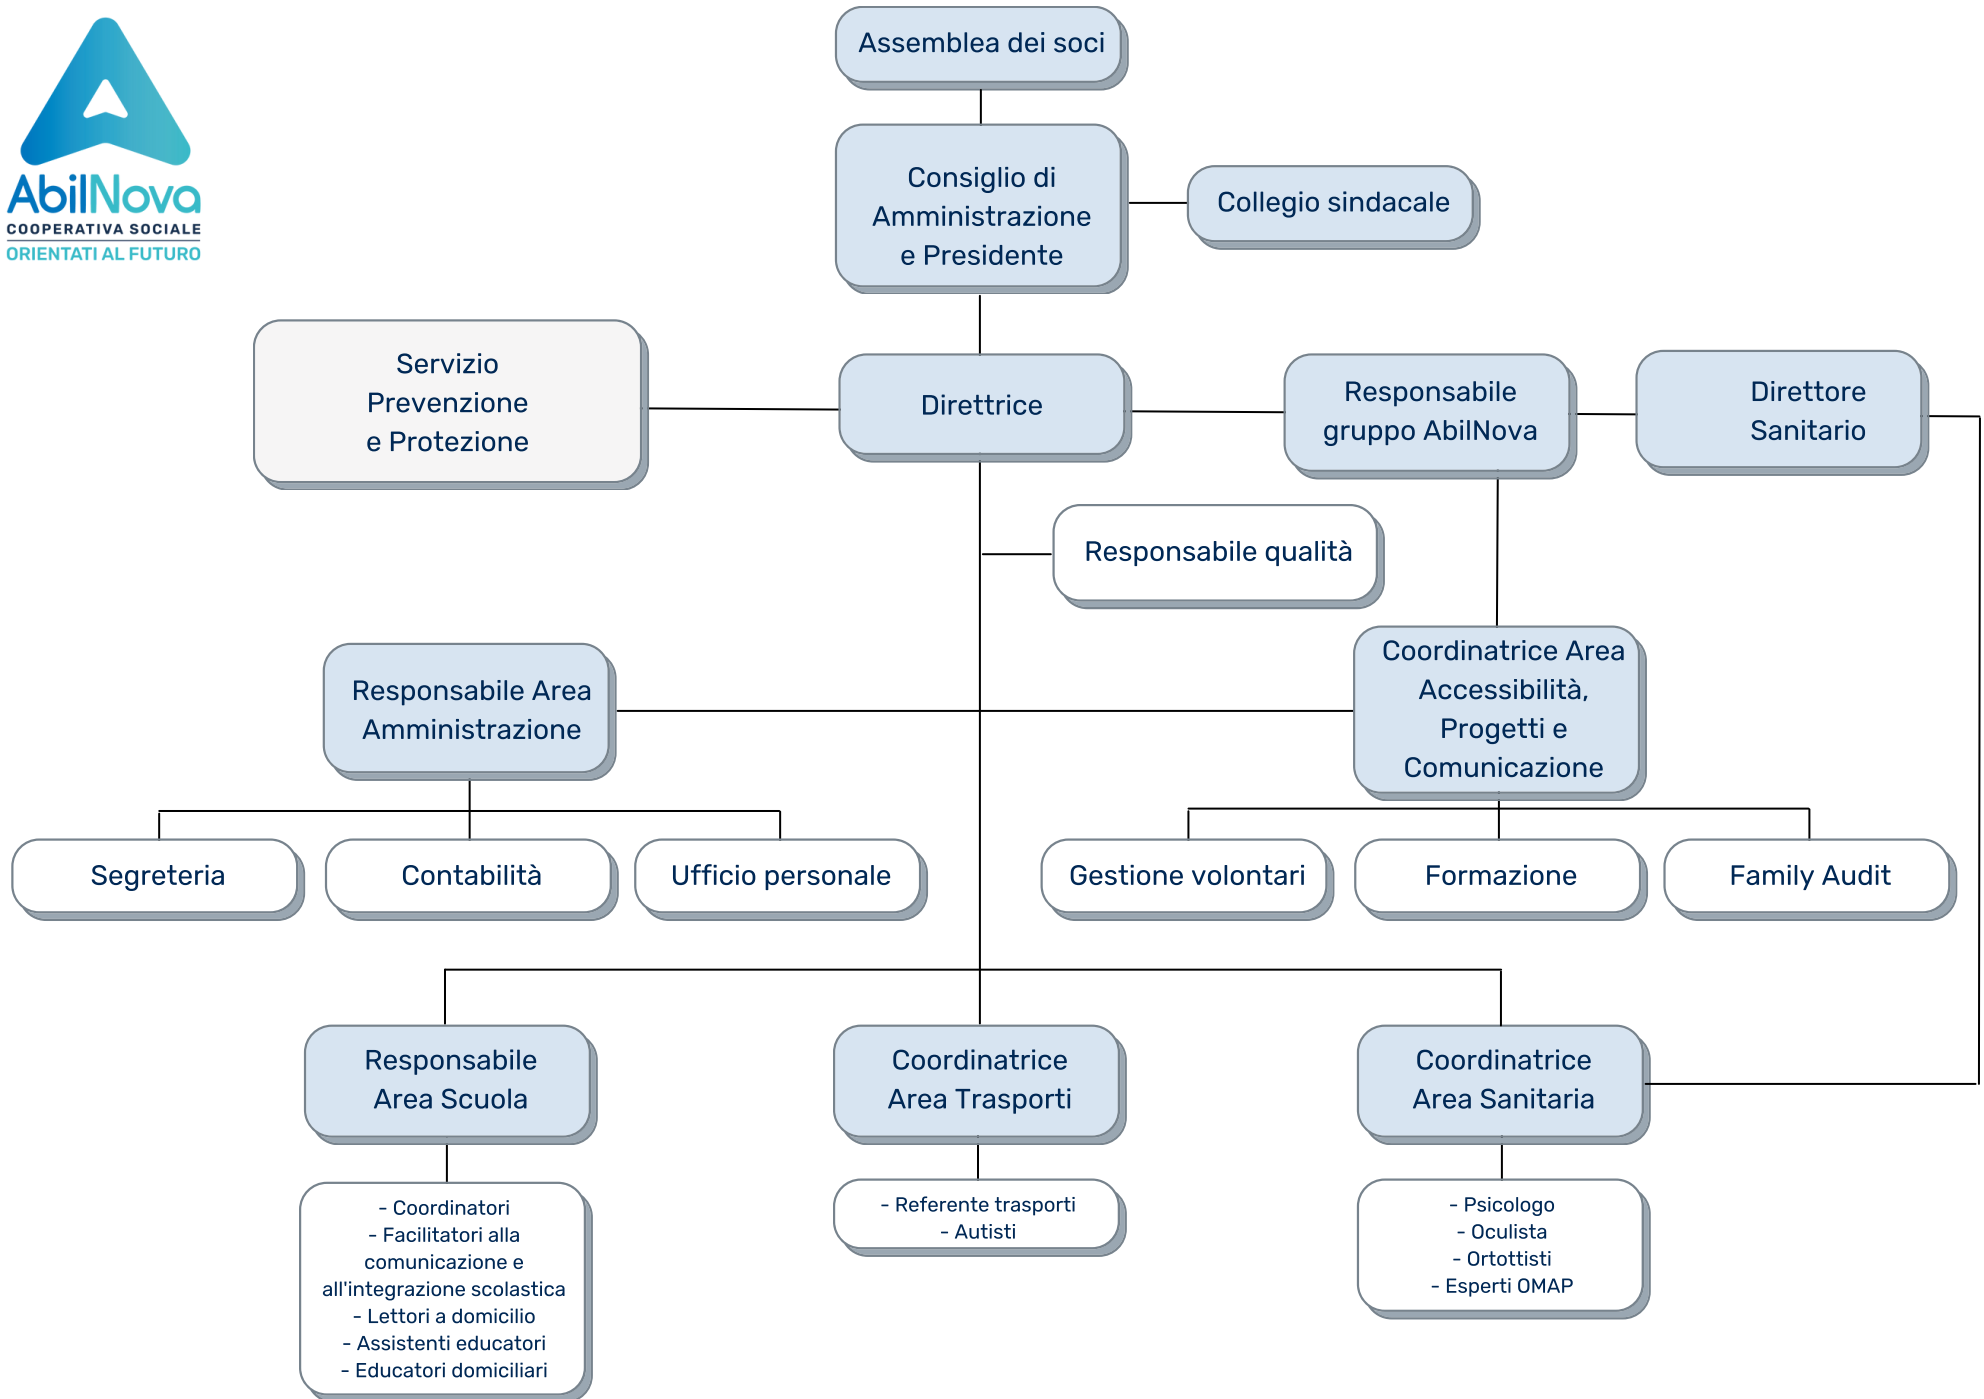 Assemblea dei soci
AbilNova
COOPERATIVA SOCIALE
ORIENTATI AL FUTURO
Consiglio di
Amministrazione
e Presidente
Collegio sindacale
Servizio
Prevenzione
e Protezione
Direttrice
Responsabile
gruppo AbilNova
Direttore
Sanitario
Responsabile qualità
Responsabile Area
Amministrazione
Coordinatrice Area
Accessibilità,
Progetti e
Comunicazione
Segreteria
Contabilità
Ufficio personale
Gestione volontari
Formazione
Family Audit
Responsabile
Area Scuola
Coordinatrice
Area Trasporti
Coordinatrice
Area Sanitaria
- Coordinatori
- Facilitatori alla
comunicazione e
all'integrazione scolastica
- Lettori a domicilio
- Assistenti educatori
- Educatori domiciliari
- Referente trasporti
- Autisti
- Psicologo
- Oculista
- Ortottisti
- Esperti OMAP